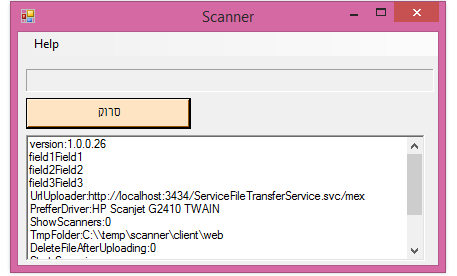 Scanner
Help
סרוק
version:1.0.0.26
field1Field1
field2Field2
field3Field3
UrlUploader:http://localhost:3434/ServiceFileTransferService.svc/mex
PrefferDriver:HP Scanjet G2410 TWAIN
ShowScanners:0
TmpFolder:C:\\temp\scanner\client\web
DeleteFileAfterUploading:0